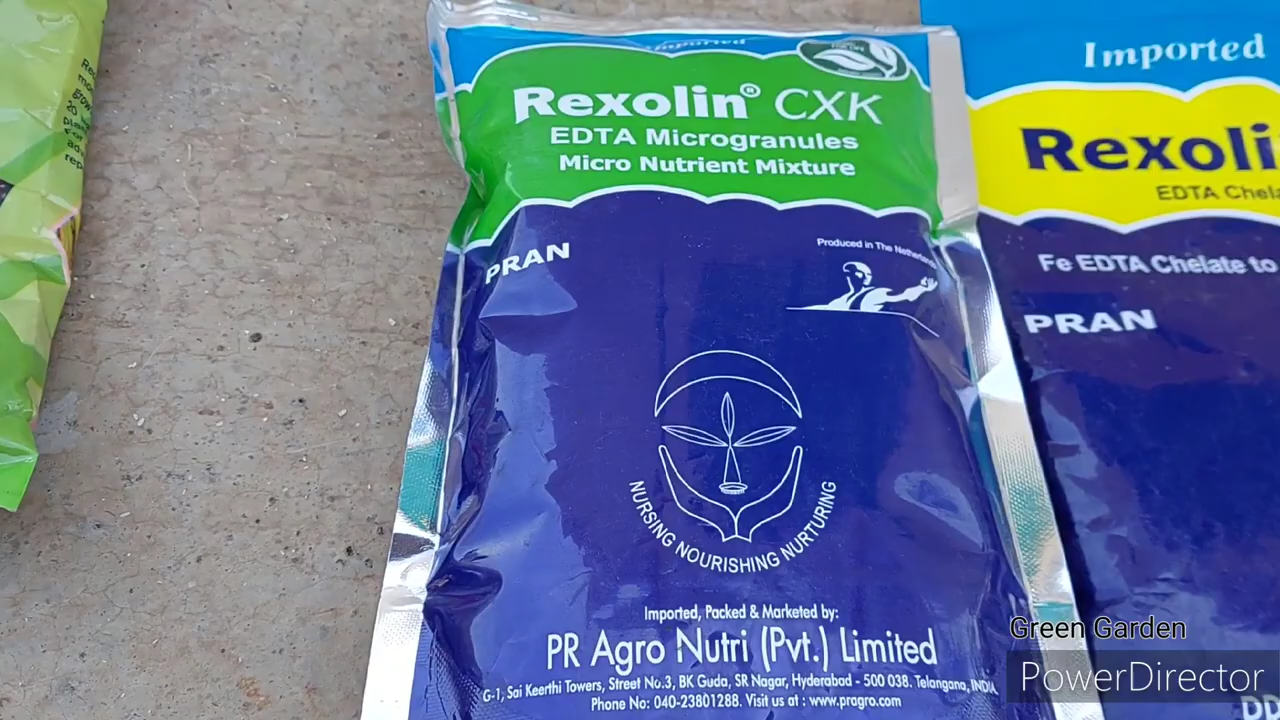 Imported
Rexolin® CXK
EDTA Microgranules
Micro Nutrient Mixture
PRAN
Produced in The Netherland
NURSING NOURISHING NURTURING
Imported, Packed & Marketed by:
PR Agro Nutri (Pvt.) Limited
G-1, Sai Keerthi Towers, Street No.3, BK Guda, SR Nagar, Hyderabad - 500 038. Telangana, INDIA
Phone No: 040-23801288. Visit us at : www.pragro.com
Imported
Rexoli
EDTA Chela
Fe EDTA Chelate to
PRAN
DD
Green Garden
PowerDirector